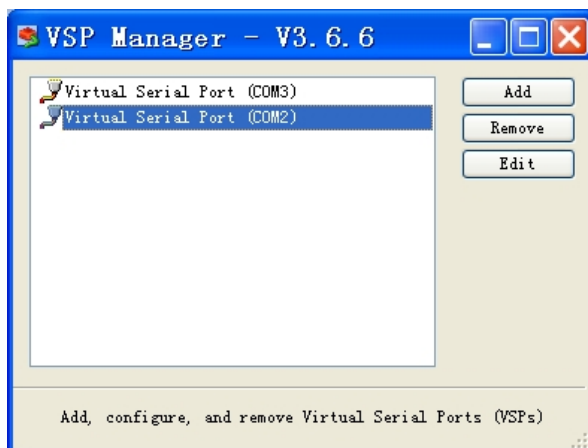 VSP Manager - V3.6.6
Virtual Serial Port (COM3)
Virtual Serial Port (COM2)
Add
Remove
Edit
Add, configure, and remove Virtual Serial Ports (VSPs)